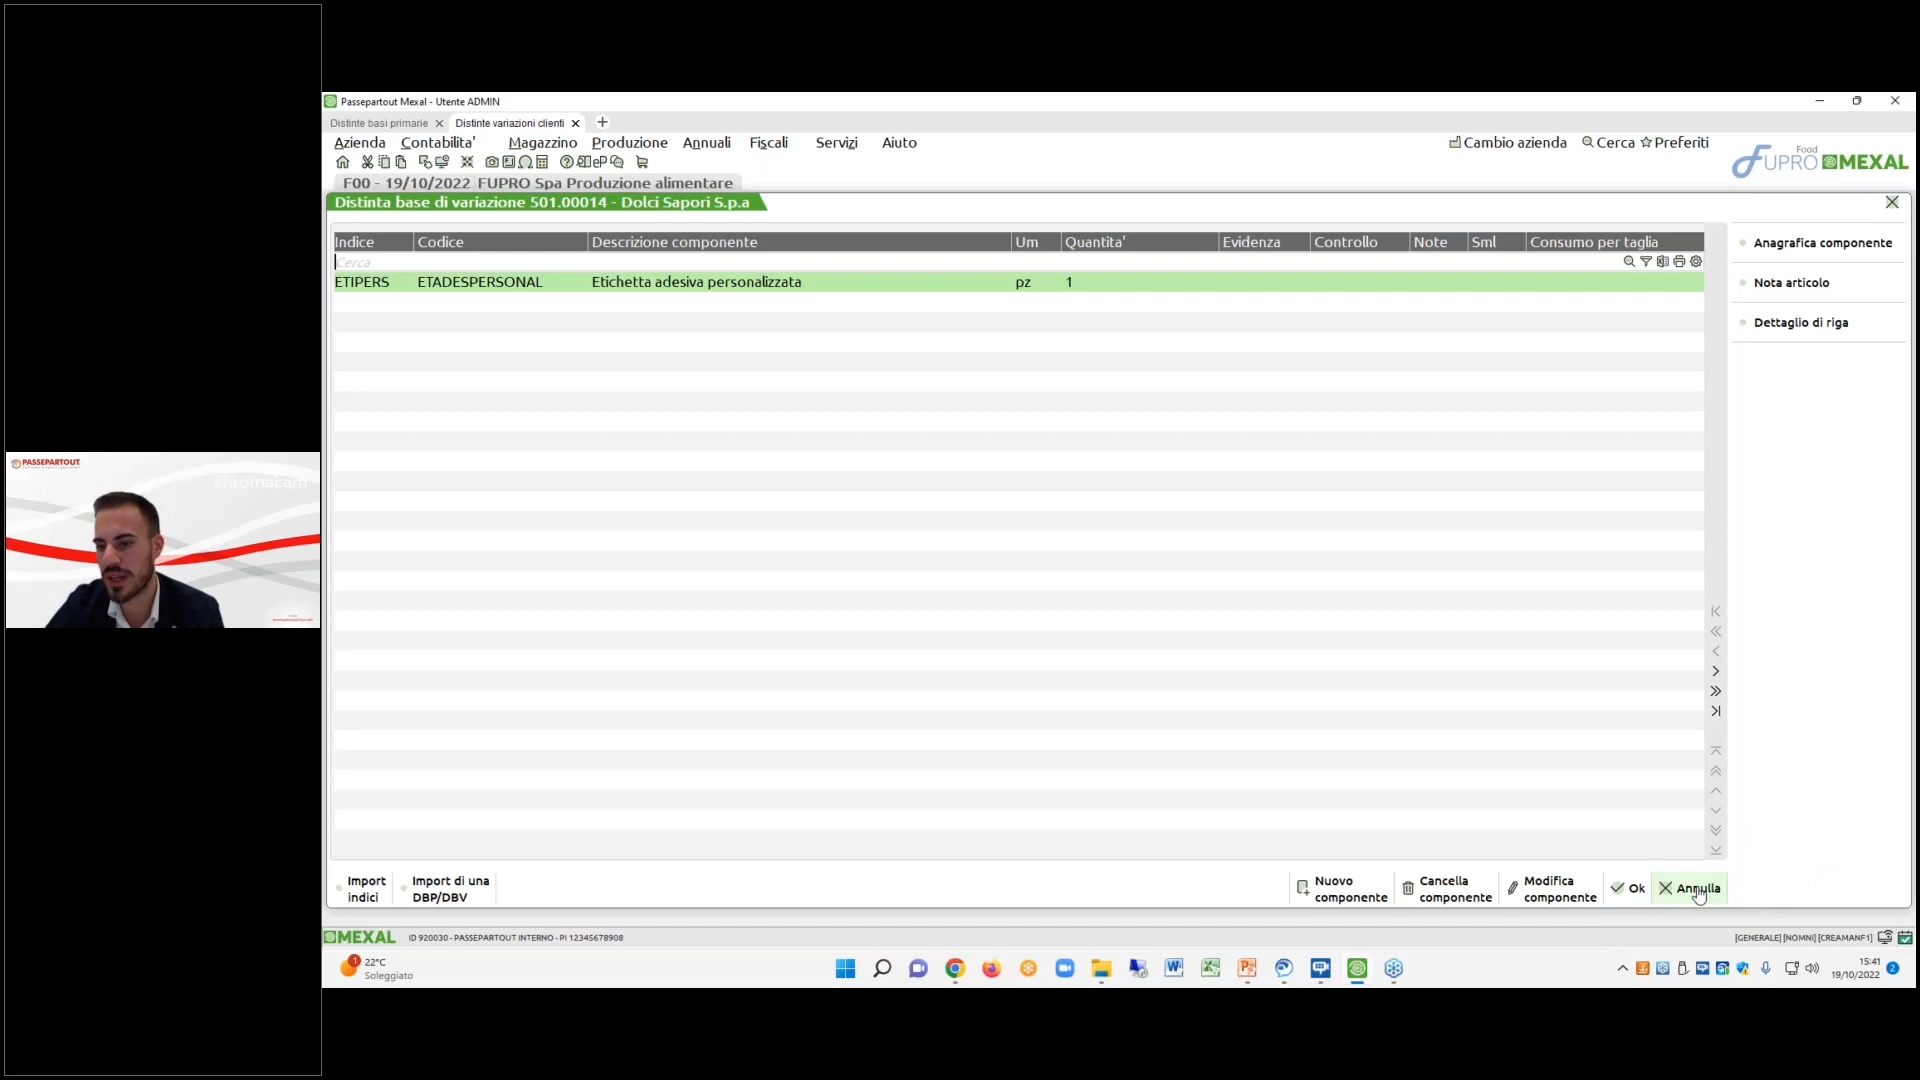 Passepartout Mexal - Utente ADMIN
Distinte basi primarie
Distinte variazioni clienti
Azienda Contabilita' Magazzino Produzione Annuali Fiscali Servizi Aiuto
Cambio azienda Cerca Preferiti
Food
FUPRO MEXAL
F00 - 19/10/2022 FUPRO Spa Produzione alimentare
Distinta base di variazione 501.00014 - Dolci Sapori S.p.a
Indice Codice Descrizione componente Um Quantita' Evidenza Controllo Note Sml Consumo per taglia
Cerca
ETIPERS ETADESPERSONAL Etichetta adesiva personalizzata pz 1
Anagrafica componente
Nota articolo
Dettaglio di riga
PASSEPARTOUT
chromacam
Import indici
Import di una DBP/DBV
Nuovo componente
Cancella componente
Modifica componente
Ok
Annulla
MEXAL ID 920030 - PASSEPARTOUT INTERNO - PI 12345678908
[GENERALE] [NOMNI] [CREAMANF1]
1
22°C
Soleggiato
15:41
19/10/2022
2